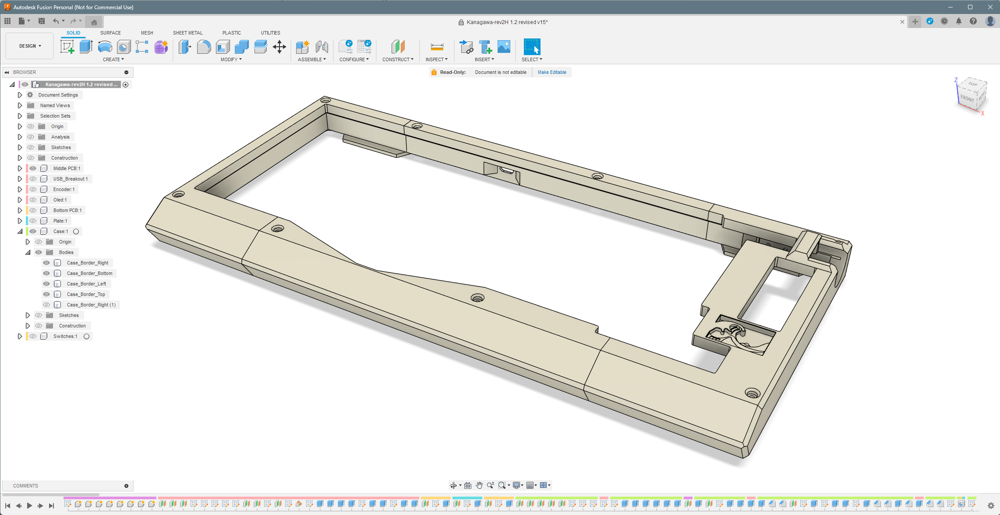 Autodesk Fusion Personal (Not for Commercial Use)
Kanagawa-rev2H 1.2 revised v15*
DESIGN
SOLID SURFACE MESH SHEET METAL PLASTIC UTILITIES
CREATE MODIFY ASSEMBLE CONFIGURE CONSTRUCT INSPECT INSERT SELECT
BROWSER
Read-Only: Document is not editable Make Editable
Kanagawa-rev2H 1.2 revised ...
Document Settings
Named Views
Selection Sets
Origin
Analysis
Sketches
Construction
Middle PCB:1
USB_Breakout:1
Encoder:1
Oled:1
Bottom PCB:1
Plate:1
Case:1
Origin
Bodies
Case_Border_Right
Case_Border_Bottom
Case_Border_Left
Case_Border_Top
Case_Border_Right (1)
Sketches
Construction
Switches:1
Z
TOP
FRONT
RIGHT
X
COMMENTS